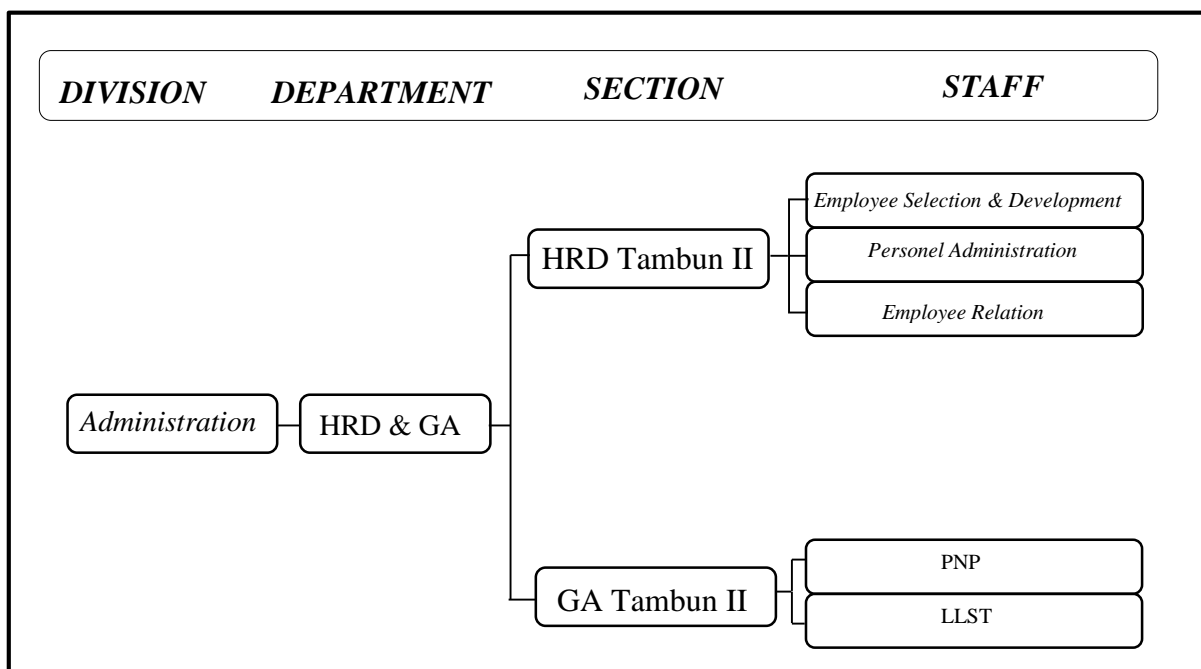 DIVISION DEPARTMENT SECTION STAFF
Employee Selection & Development
HRD Tambun II
Personel Administration
Employee Relation
Administration
HRD & GA
PNP
GA Tambun II
LLST